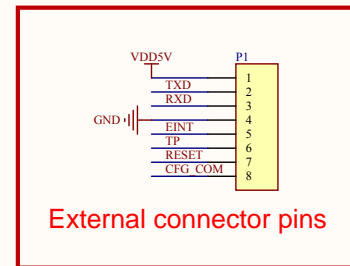 VDD5V
P1
1
TXD 2
RXD 3
GND 4
EINT 5
TP 6
RESET 7
CFG_COM 8
External connector pins